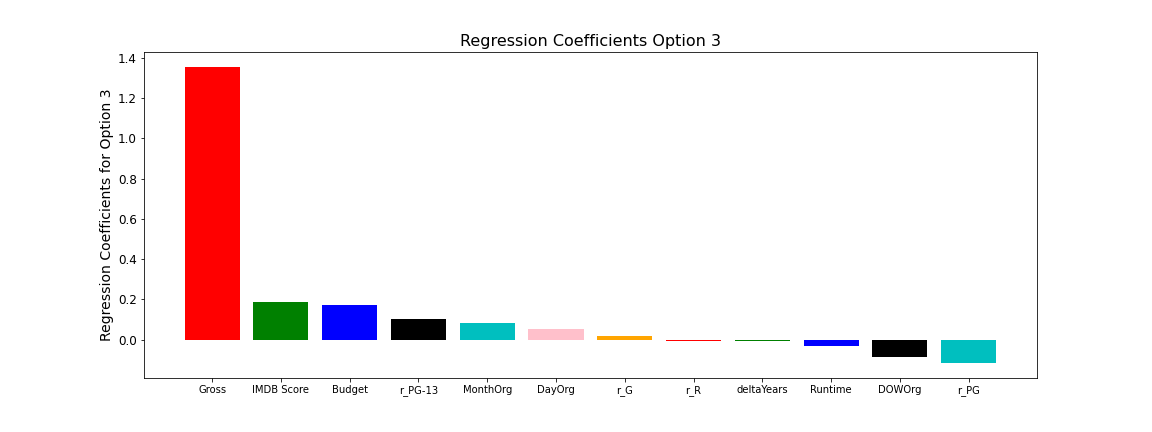 Regression Coefficients Option 3
Regression Coefficients for Option 3
1.4
1.2
1.0
0.8
0.6
0.4
0.2
0.0
Gross IMDB Score Budget r_PG-13 MonthOrg DayOrg r_G r_R deltaYears Runtime DOWOrg r_PG